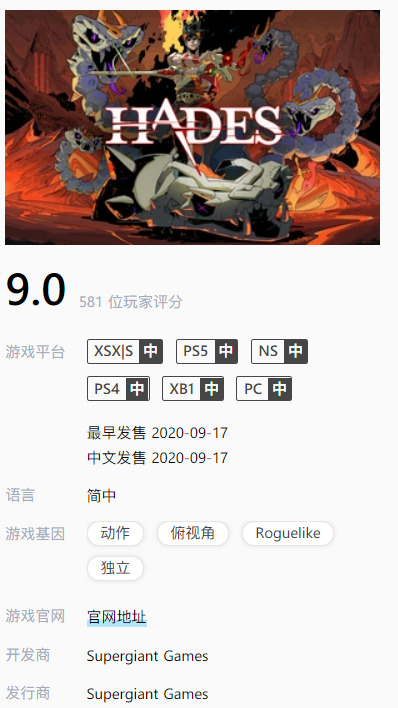 HADES
9.0 581 位玩家评分
游戏平台 XSX|S 中 PS5 中 NS 中
PS4 中 XB1 中 PC 中
最早发售 2020-09-17
中文发售 2020-09-17
语言 简中
游戏基因 动作 俯视角 Roguelike
独立
游戏官网 官网地址
开发商 Supergiant Games
发行商 Supergiant Games